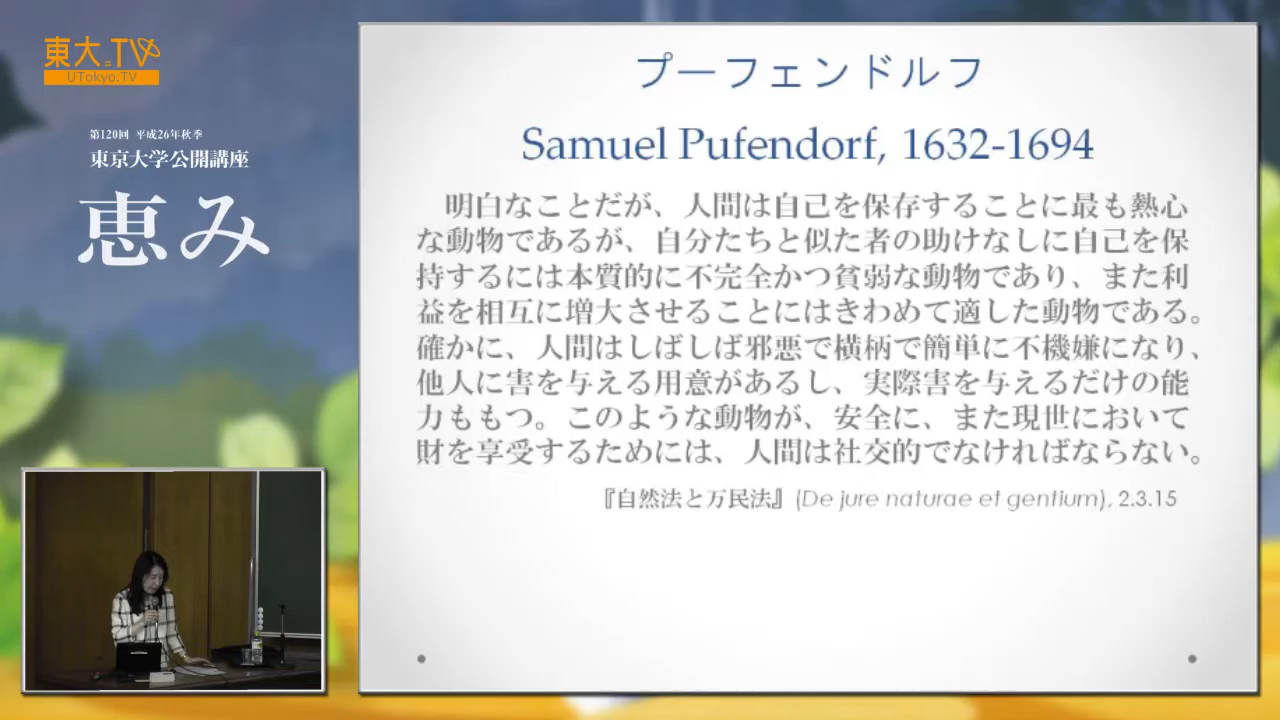 東大.TV
UTokyo.TV
第120回 平成26年秋季
東京大学公開講座
恵み
プーフェンドルフ
Samuel Pufendorf, 1632-1694
明白なことだが、人間は自己を保存することに最も熱心
な動物であるが、自分たちと似た者の助けなしに自己を保
持するには本質的に不完全かつ貧弱な動物であり、また利
益を相互に増大させることにはきわめて適した動物である。
確かに、人間はしばしば邪悪で横柄で簡単に不機嫌になり、
他人に害を与える用意があるし、実際害を与えるだけの能
力ももつ。このような動物が、安全に、また現世において
財を享受するためには、人間は社交的でなければならない。
『自然法と万民法』(De jure naturae et gentium), 2.3.15